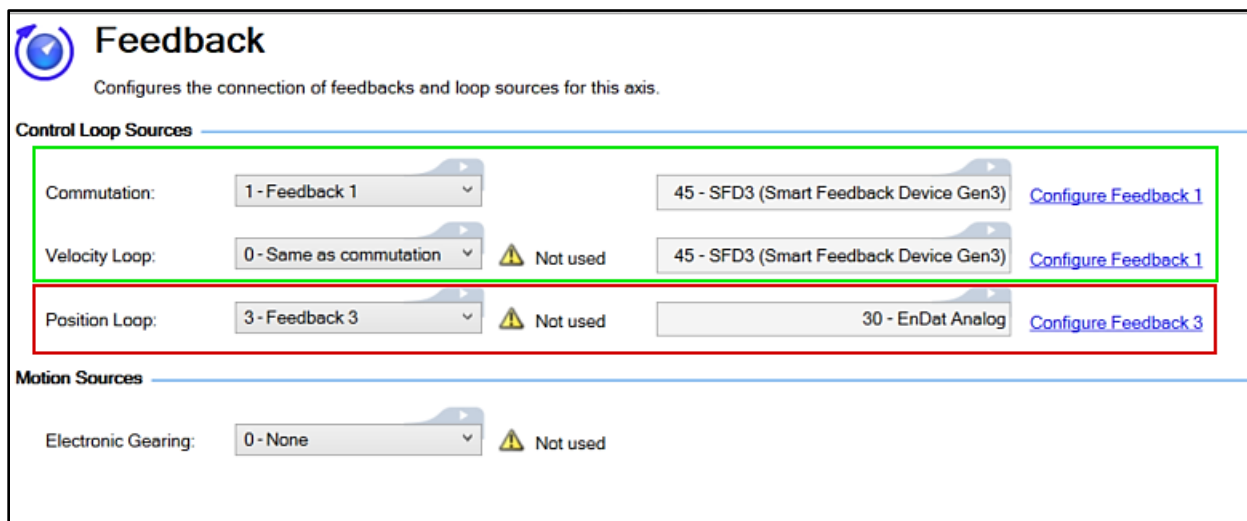 Feedback
Configures the connection of feedbacks and loop sources for this axis.
Control Loop Sources
Commutation: 1 - Feedback 1 45 - SFD3 (Smart Feedback Device Gen3) Configure Feedback 1
Velocity Loop: 0 - Same as commutation Not used 45 - SFD3 (Smart Feedback Device Gen3) Configure Feedback 1
Position Loop: 3 - Feedback 3 Not used 30 - EnDat Analog Configure Feedback 3
Motion Sources
Electronic Gearing: 0 - None Not used